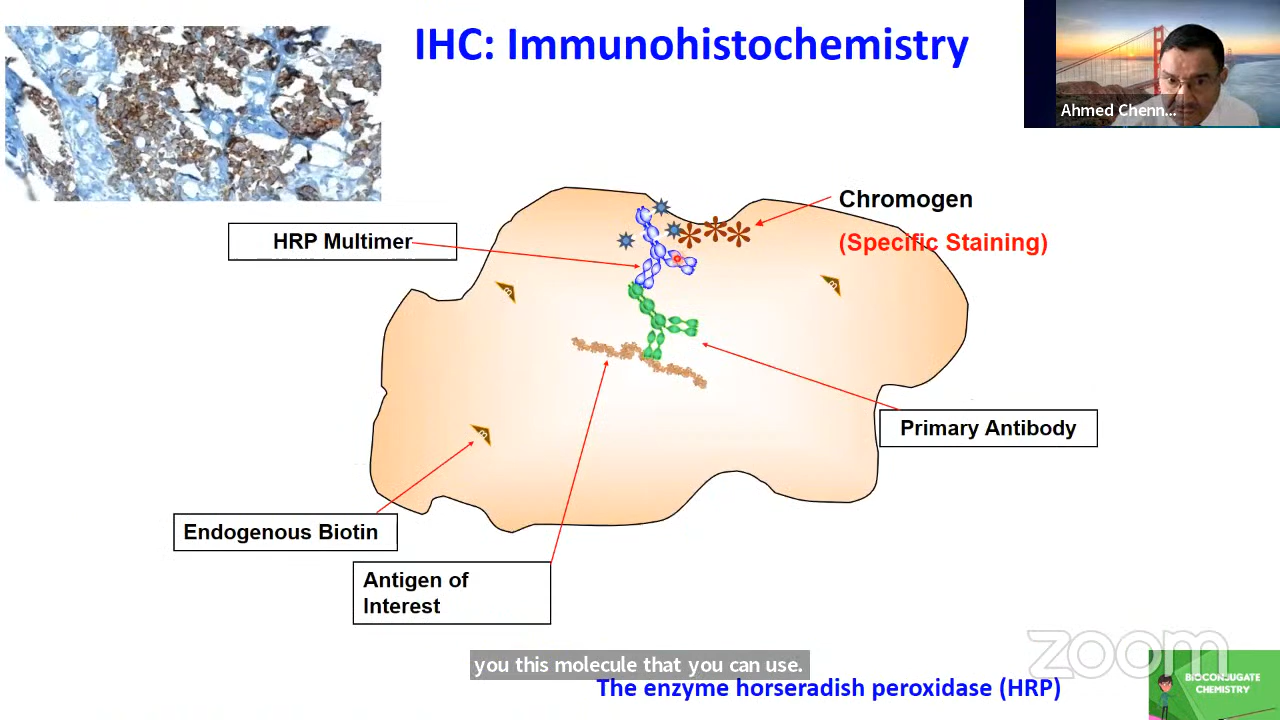 IHC: Immunohistochemistry
Ahmed Chenn...
Chromogen
(Specific Staining)
HRP Multimer
B
B
B
Primary Antibody
Endogenous Biotin
Antigen of
Interest
you this molecule that you can use.
The enzyme horseradish peroxidase (HRP)
zoom
BIOCONJUGATE
CHEMISTRY